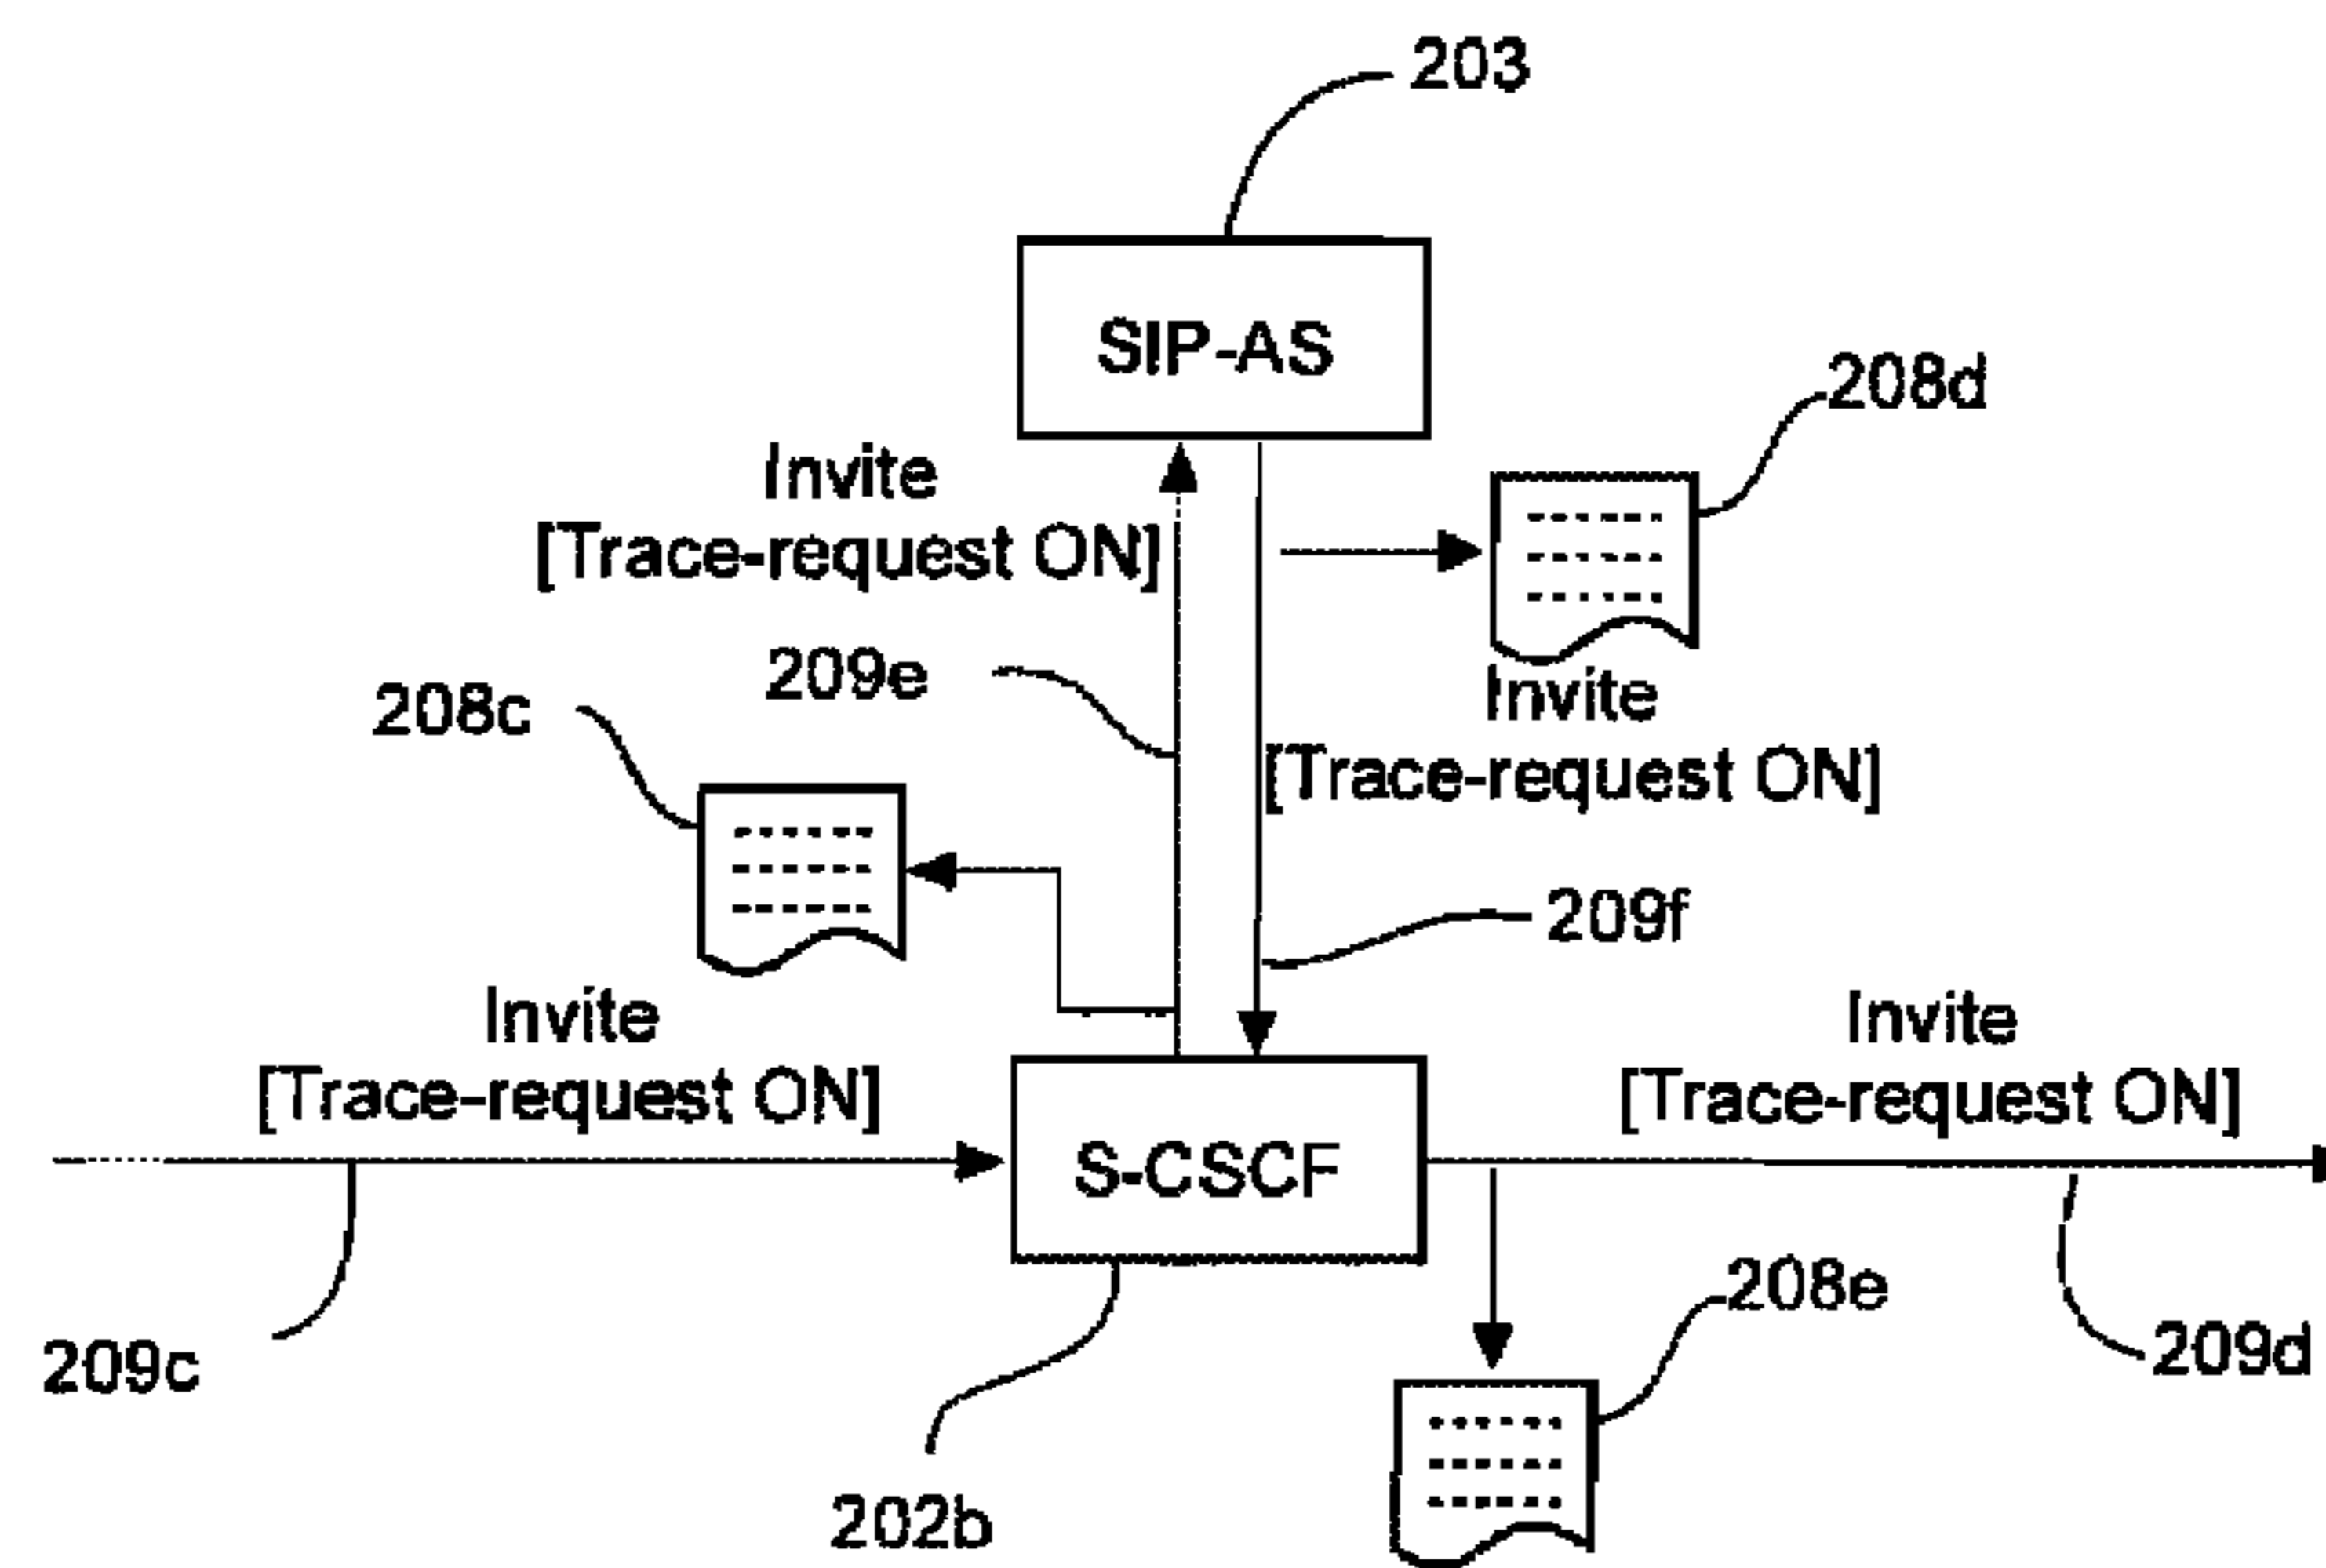 203
SIP-AS
208d
Invite
[Trace-request ON]
209e
208c
Invite
[Trace-request ON]
209f
Invite
[Trace-request ON]
Invite
[Trace-request ON]
S-CSCF
208e
209c
209d
202b